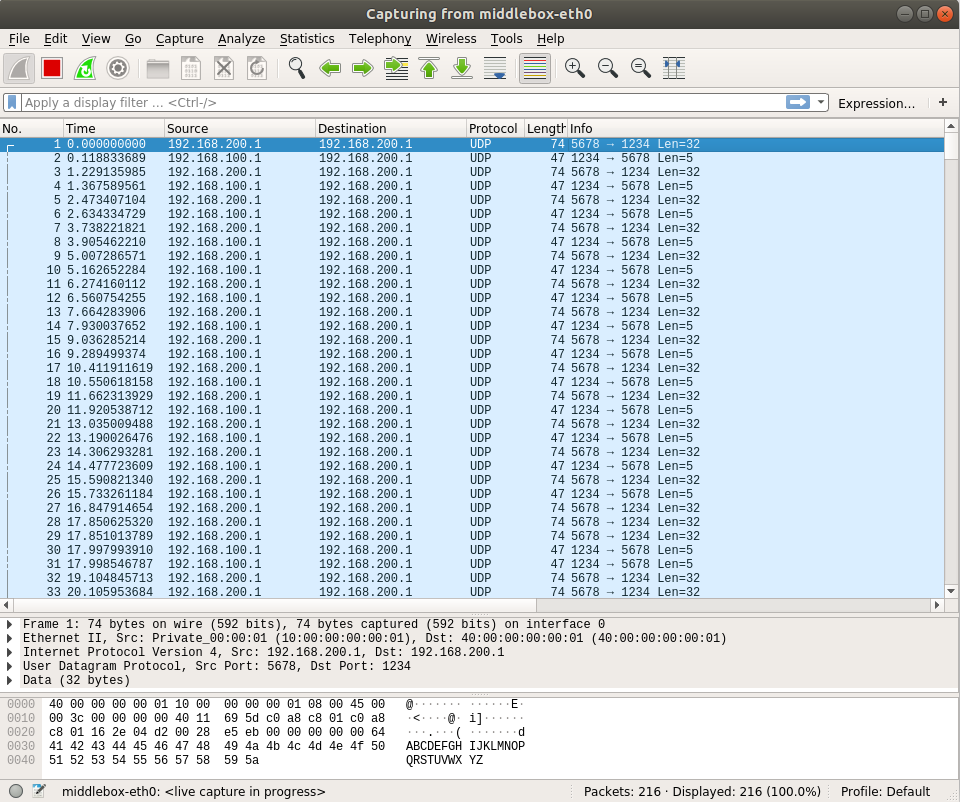 Capturing from middlebox-eth0
File Edit View Go Capture Analyze Statistics Telephony Wireless Tools Help
Apply a display filter ... <Ctrl-/> Expression... +
No. Time Source Destination Protocol Length Info
1 0.000000000 192.168.200.1 192.168.200.1 UDP 74 5678 → 1234 Len=32
2 0.118833689 192.168.100.1 192.168.200.1 UDP 47 1234 → 5678 Len=5
3 1.229135985 192.168.200.1 192.168.200.1 UDP 74 5678 → 1234 Len=32
4 1.367589561 192.168.100.1 192.168.200.1 UDP 47 1234 → 5678 Len=5
5 2.473407104 192.168.200.1 192.168.200.1 UDP 74 5678 → 1234 Len=32
6 2.634334729 192.168.100.1 192.168.200.1 UDP 47 1234 → 5678 Len=5
7 3.738221821 192.168.200.1 192.168.200.1 UDP 74 5678 → 1234 Len=32
8 3.905462210 192.168.100.1 192.168.200.1 UDP 47 1234 → 5678 Len=5
9 5.007286571 192.168.200.1 192.168.200.1 UDP 74 5678 → 1234 Len=32
10 5.162652284 192.168.100.1 192.168.200.1 UDP 47 1234 → 5678 Len=5
11 6.274160112 192.168.200.1 192.168.200.1 UDP 74 5678 → 1234 Len=32
12 6.560754255 192.168.100.1 192.168.200.1 UDP 47 1234 → 5678 Len=5
13 7.664283906 192.168.200.1 192.168.200.1 UDP 74 5678 → 1234 Len=32
14 7.930037652 192.168.100.1 192.168.200.1 UDP 47 1234 → 5678 Len=5
15 9.036285214 192.168.200.1 192.168.200.1 UDP 74 5678 → 1234 Len=32
16 9.289499374 192.168.100.1 192.168.200.1 UDP 47 1234 → 5678 Len=5
17 10.411911619 192.168.200.1 192.168.200.1 UDP 74 5678 → 1234 Len=32
18 10.550618158 192.168.100.1 192.168.200.1 UDP 47 1234 → 5678 Len=5
19 11.662313929 192.168.200.1 192.168.200.1 UDP 74 5678 → 1234 Len=32
20 11.920538712 192.168.100.1 192.168.200.1 UDP 47 1234 → 5678 Len=5
21 13.035009488 192.168.200.1 192.168.200.1 UDP 74 5678 → 1234 Len=32
22 13.190026476 192.168.100.1 192.168.200.1 UDP 47 1234 → 5678 Len=5
23 14.306293281 192.168.200.1 192.168.200.1 UDP 74 5678 → 1234 Len=32
24 14.477723609 192.168.100.1 192.168.200.1 UDP 47 1234 → 5678 Len=5
25 15.590821340 192.168.200.1 192.168.200.1 UDP 74 5678 → 1234 Len=32
26 15.733261184 192.168.100.1 192.168.200.1 UDP 47 1234 → 5678 Len=5
27 16.847914654 192.168.200.1 192.168.200.1 UDP 74 5678 → 1234 Len=32
28 17.850625320 192.168.200.1 192.168.200.1 UDP 74 5678 → 1234 Len=32
29 17.851013789 192.168.200.1 192.168.200.1 UDP 74 5678 → 1234 Len=32
30 17.997993910 192.168.100.1 192.168.200.1 UDP 47 1234 → 5678 Len=5
31 17.998546787 192.168.100.1 192.168.200.1 UDP 47 1234 → 5678 Len=5
32 19.104845713 192.168.200.1 192.168.200.1 UDP 74 5678 → 1234 Len=32
33 20.105953684 192.168.200.1 192.168.200.1 UDP 74 5678 → 1234 Len=32
Frame 1: 74 bytes on wire (592 bits), 74 bytes captured (592 bits) on interface 0
Ethernet II, Src: Private_00:00:01 (10:00:00:00:00:01), Dst: 40:00:00:00:00:01 (40:00:00:00:00:01)
Internet Protocol Version 4, Src: 192.168.200.1, Dst: 192.168.200.1
User Datagram Protocol, Src Port: 5678, Dst Port: 1234
Data (32 bytes)
0000 40 00 00 00 00 01 10 00 00 00 00 01 08 00 45 00 @······· ······E·
0010 00 3c 00 00 00 00 40 11 69 5d c0 a8 c8 01 c0 a8 ·<····@· i]······
0020 c8 01 16 2e 04 d2 00 28 e5 eb 00 00 00 00 00 64 ···.···( ·······d
0030 41 42 43 44 45 46 47 48 49 4a 4b 4c 4d 4e 4f 50 ABCDEFGH IJKLMNOP
0040 51 52 53 54 55 56 57 58 59 5a QRSTUVWX YZ
middlebox-eth0: <live capture in progress> Packets: 216 · Displayed: 216 (100.0%) Profile: Default